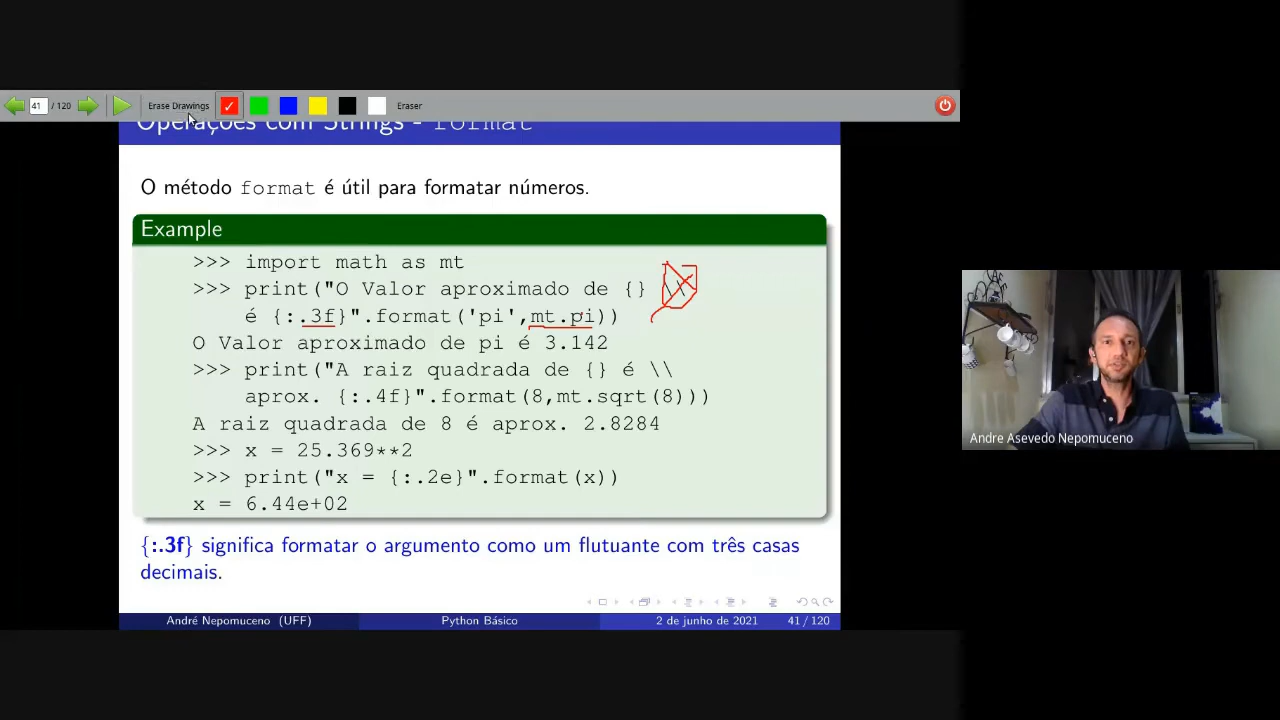 41 / 120 Erase Drawings Eraser
Operações com Strings - format
O método format é útil para formatar números.
Example
>>> import math as mt
>>> print("O Valor aproximado de {} \\
é {:.3f}".format('pi',mt.pi))
O Valor aproximado de pi é 3.142
>>> print("A raiz quadrada de {} é \\
aprox. {:.4f}".format(8,mt.sqrt(8)))
A raiz quadrada de 8 é aprox. 2.8284
>>> x = 25.369**2
>>> print("x = {:.2e}".format(x))
x = 6.44e+02
{:.3f} significa formatar o argumento como um flutuante com três casas
decimais.
André Nepomuceno (UFF) Python Básico 2 de junho de 2021 41 / 120
Andre Asevedo Nepomuceno